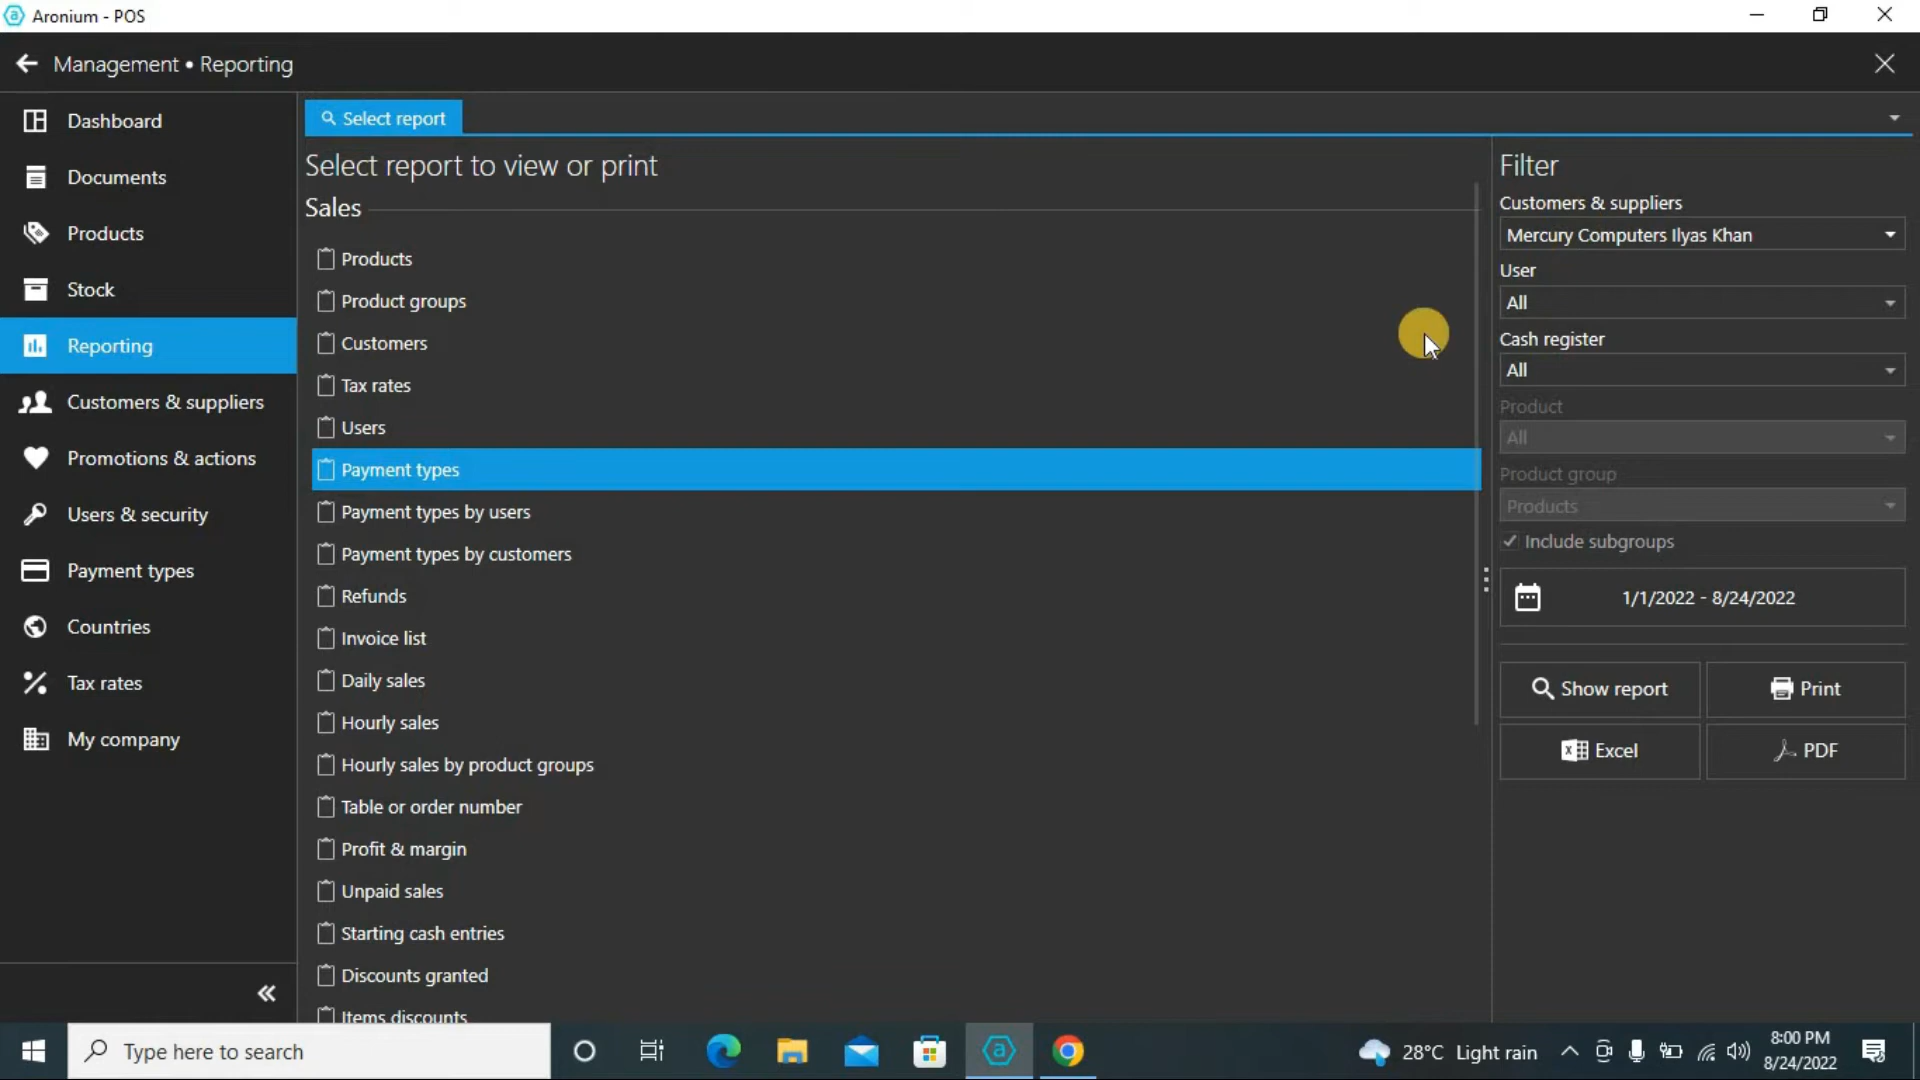 Aronium - POS
Management • Reporting
Dashboard
Documents
Products
Stock
Reporting
Customers & suppliers
Promotions & actions
Users & security
Payment types
Countries
Tax rates
My company
Select report
Select report to view or print
Sales
Products
Product groups
Customers
Tax rates
Users
Payment types
Payment types by users
Payment types by customers
Refunds
Invoice list
Daily sales
Hourly sales
Hourly sales by product groups
Table or order number
Profit & margin
Unpaid sales
Starting cash entries
Discounts granted
Items discounts
Filter
Customers & suppliers
Mercury Computers Ilyas Khan
User
All
Cash register
All
Product
All
Product group
Products
Include subgroups
1/1/2022 - 8/24/2022
Show report
Print
Excel
PDF
Type here to search
28°C Light rain
8:00 PM
8/24/2022